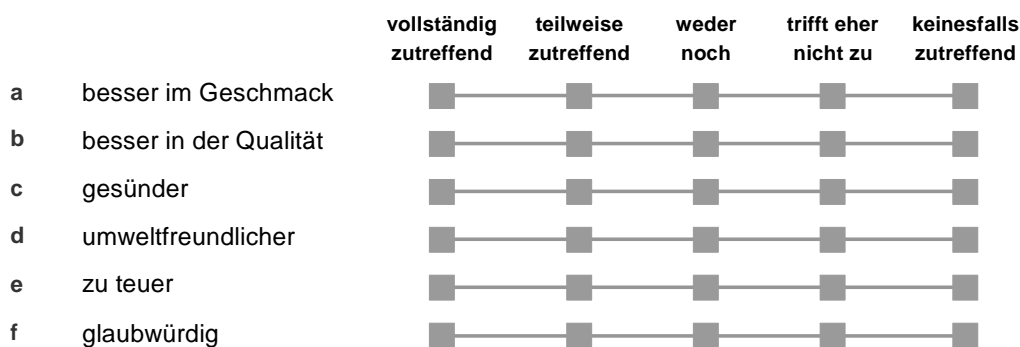 vollständig teilweise weder trifft eher keinesfalls
zutreffend zutreffend noch nicht zu zutreffend
a besser im Geschmack
b besser in der Qualität
c gesünder
d umweltfreundlicher
e zu teuer
f glaubwürdig